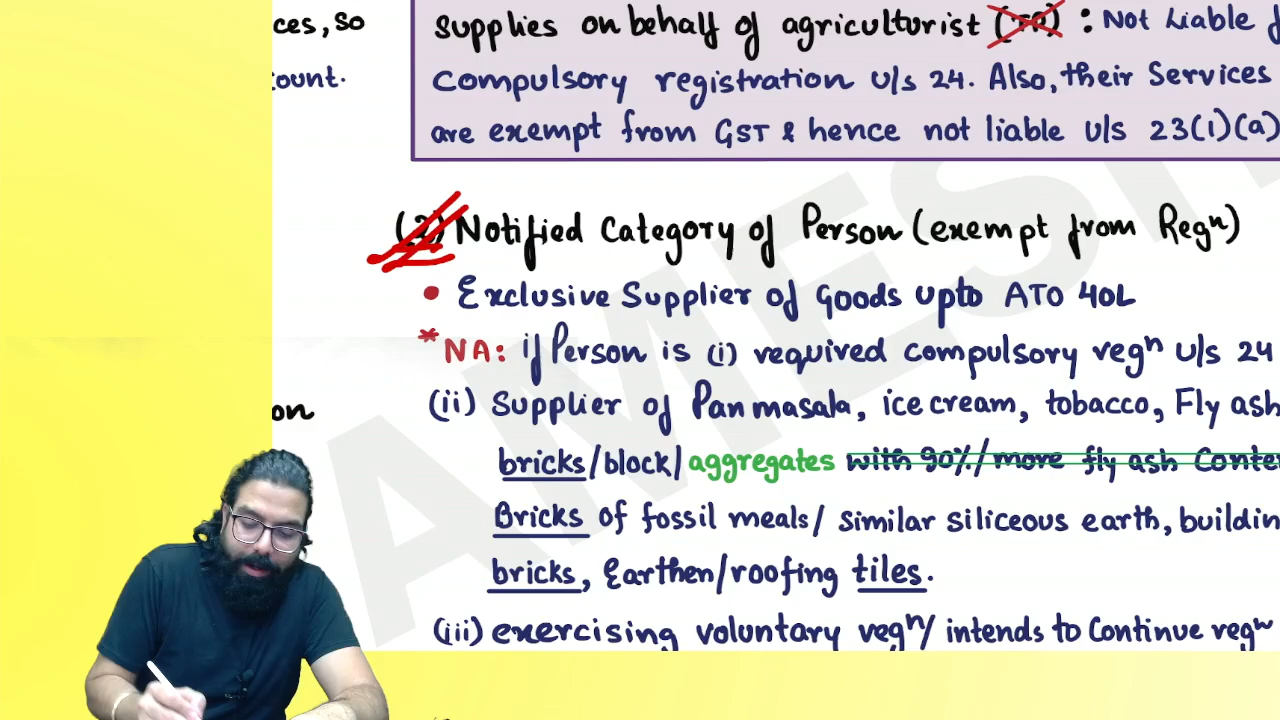 ces, so
count.
on
Supplies on behalf of agriculturist : Not Liable f
Compulsory registration u/s 24. Also, their Services
are exempt from GST & hence not liable u/s 23(1)(a)
(2) Notified Category of Person (exempt from Regⁿ)
• Exclusive Supplier of Goods upto ATO 40L
* NA: if Person is (i) required compulsory regⁿ u/s 24
(ii) Supplier of Pan masala, ice cream, tobacco, Fly ash
bricks/block/aggregates with 90%/more fly ash Conte
Bricks of fossil meals/ similar siliceous earth, buildin
bricks, Earthen/roofing tiles.
(iii) exercising voluntary regⁿ/ intends to Continue regⁿ